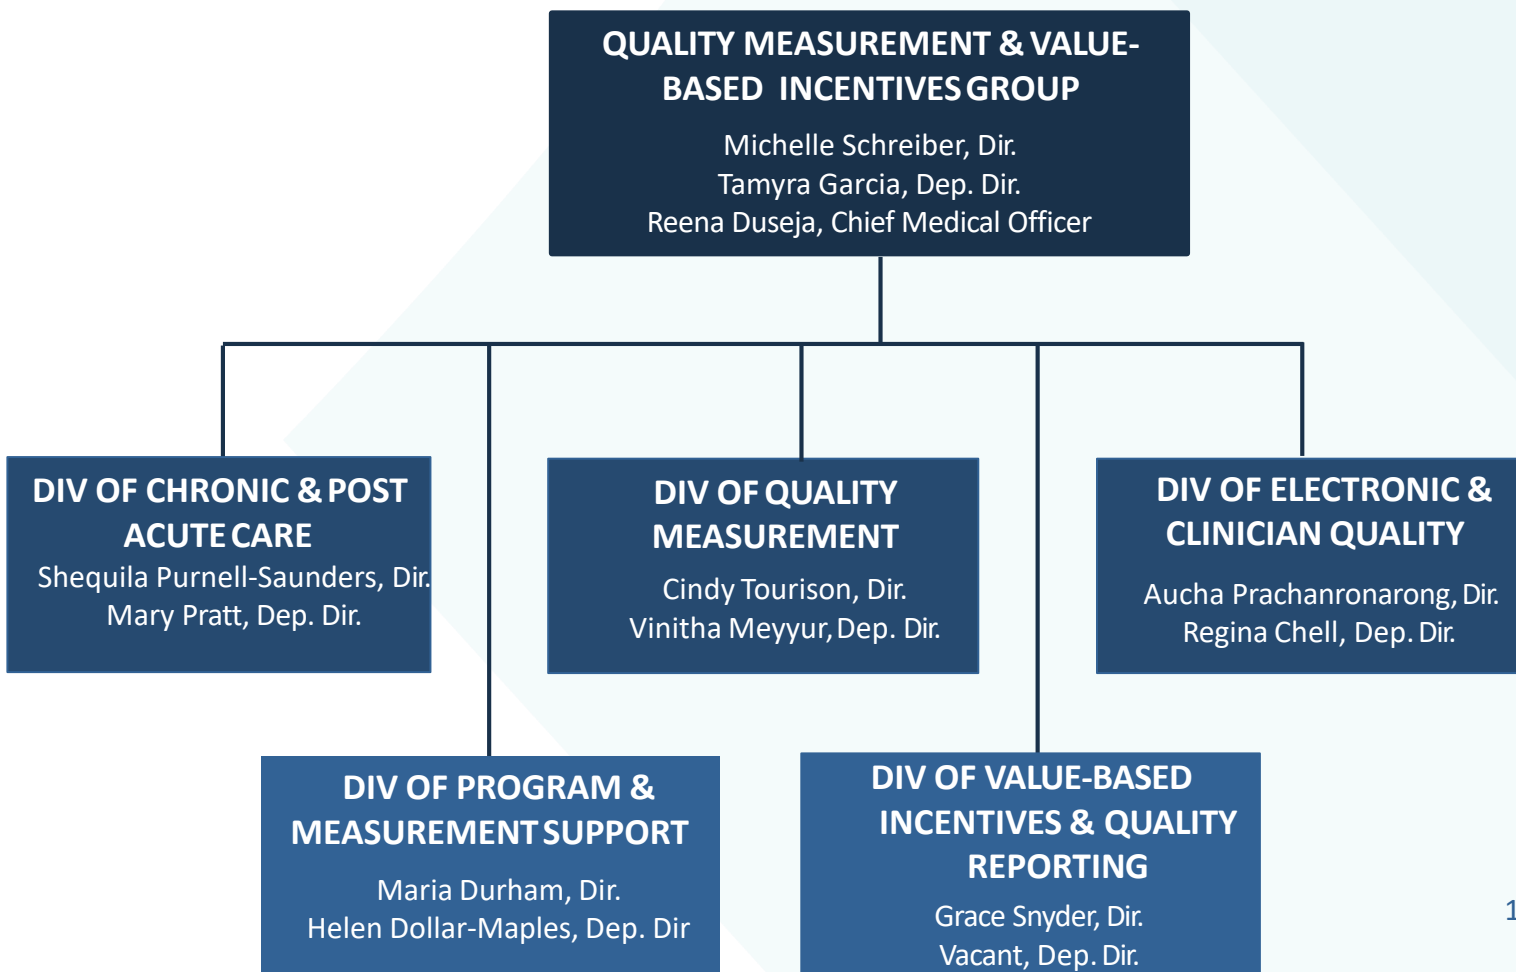 QUALITY MEASUREMENT & VALUE-
BASED INCENTIVES GROUP
Michelle Schreiber, Dir.
Tamyra Garcia, Dep. Dir.
Reena Duseja, Chief Medical Officer
DIV OF CHRONIC & POST
ACUTE CARE
Shequila Purnell-Saunders, Dir.
Mary Pratt, Dep. Dir.
DIV OF QUALITY
MEASUREMENT
Cindy Tourison, Dir.
Vinitha Meyyur, Dep. Dir.
DIV OF ELECTRONIC &
CLINICIAN QUALITY
Aucha Prachanronarong, Dir.
Regina Chell, Dep. Dir.
DIV OF PROGRAM &
MEASUREMENT SUPPORT
Maria Durham, Dir.
Helen Dollar-Maples, Dep. Dir
DIV OF VALUE-BASED
INCENTIVES & QUALITY
REPORTING
Grace Snyder, Dir.
Vacant, Dep. Dir.
1